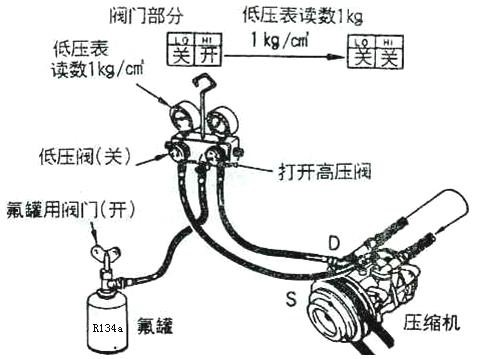 阀门部分
低压表读数1kg
LO HI
关 开
1kg/cm²
LO HI
关 关
低压表
读数1kg/cm²
低压阀(关)
打开高压阀
氟罐用阀门(开)
D
S
R134a
氟罐
压缩机